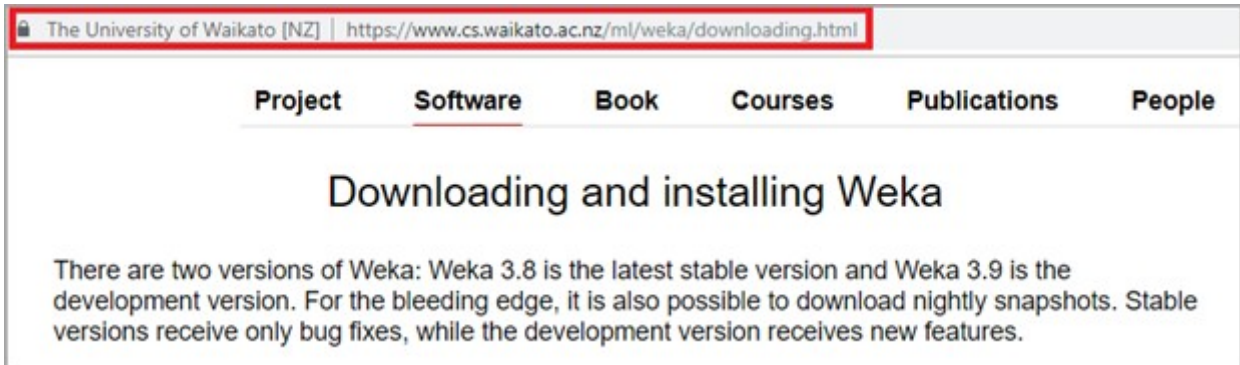 The University of Waikato [NZ] | https://www.cs.waikato.ac.nz/ml/weka/downloading.html
Project Software Book Courses Publications People
Downloading and installing Weka
There are two versions of Weka: Weka 3.8 is the latest stable version and Weka 3.9 is the
development version. For the bleeding edge, it is also possible to download nightly snapshots. Stable
versions receive only bug fixes, while the development version receives new features.